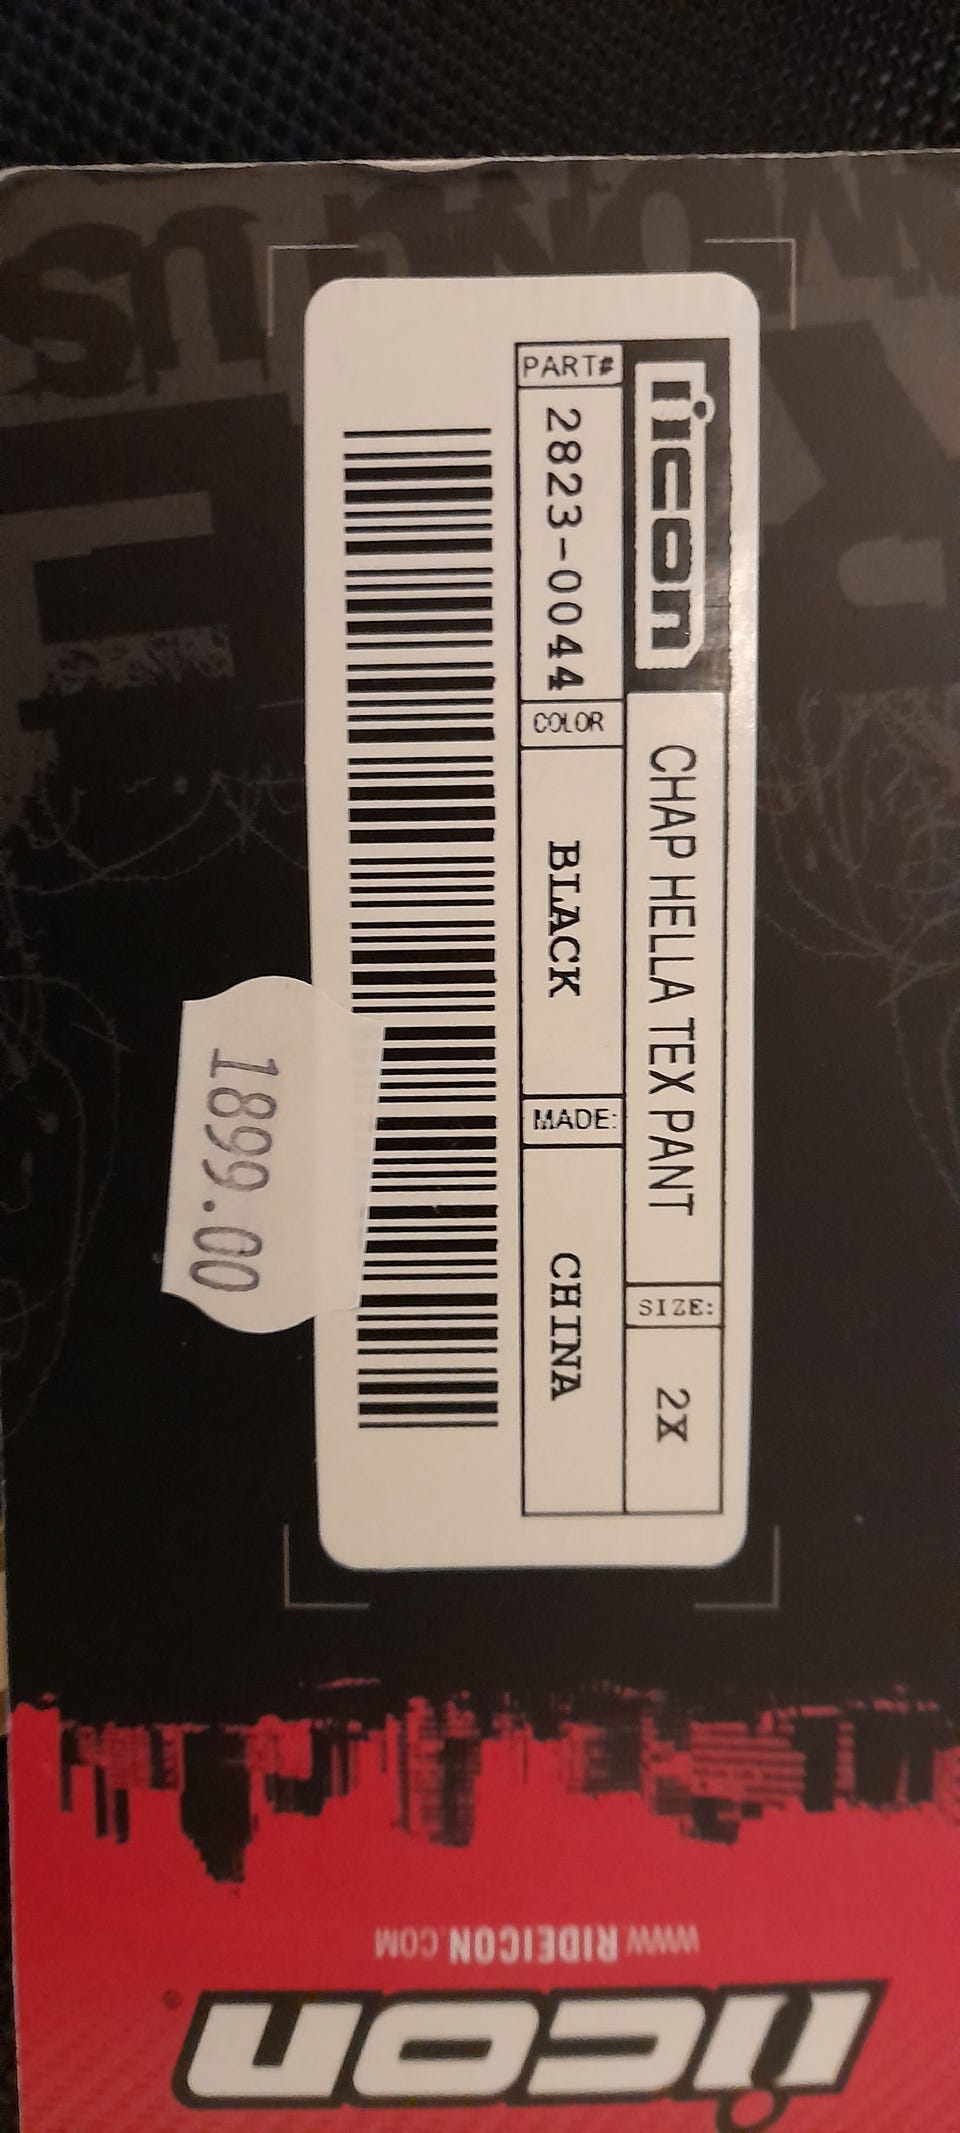 icon
CHAP HELLA TEX PANT
SIZE:
2X
PART#
2823-0044
COLOR
BLACK
MADE:
CHINA
1899.00
WWW.RIDEICON.COM
icon®